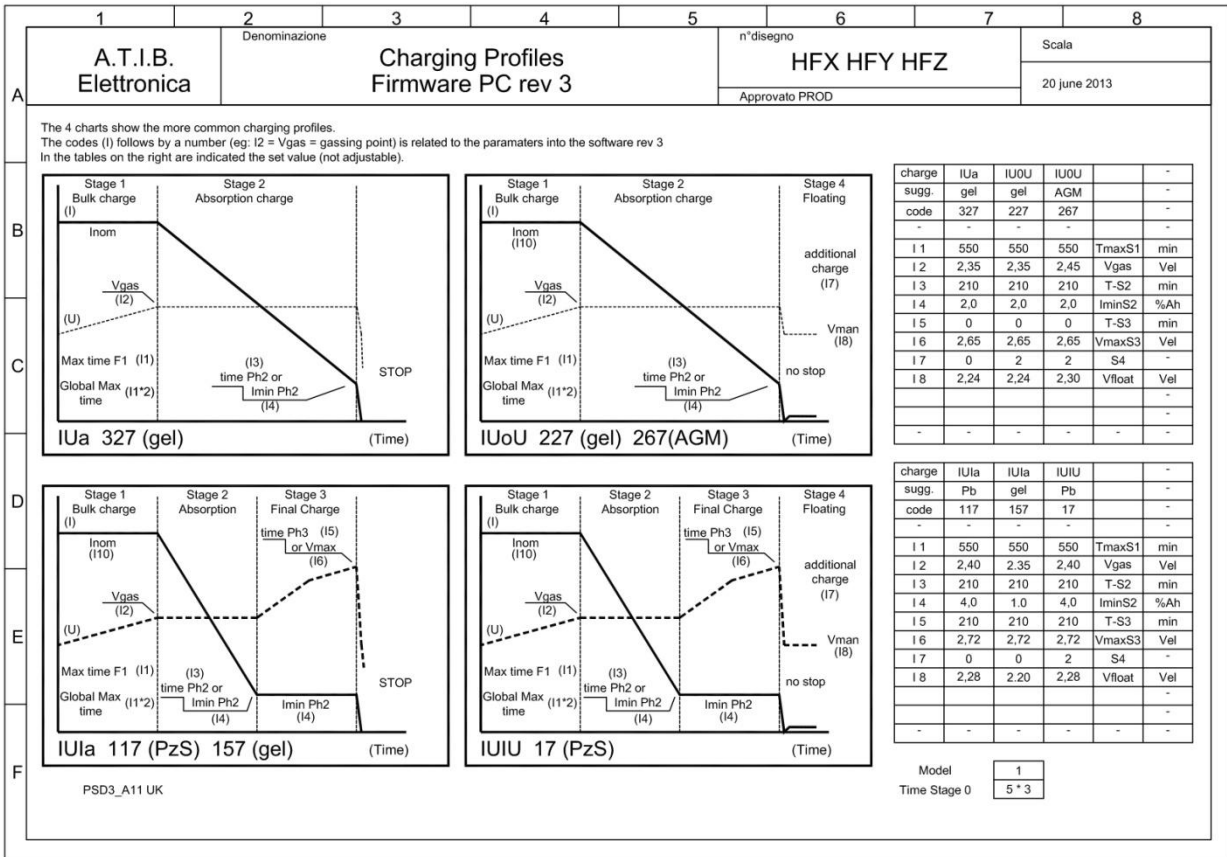 1 2 3 4 5 6 7 8
A.T.I.B.
Elettronica
Denominazione
Charging Profiles
Firmware PC rev 3
n°disegno
HFX HFY HFZ
Approvato PROD
Scala
20 june 2013
A
B
C
D
E
F
The 4 charts show the more common charging profiles.
The codes (I) follows by a number (eg: I2 = Vgas = gassing point) is related to the paramaters into the software rev 3
In the tables on the right are indicated the set value (not adjustable).
Stage 1
Bulk charge
(I)
Stage 2
Absorption charge
Inom
(I10)
Vgas
(I2)
(U)
Max time F1 (I1)
Global Max (I1*2)
time
(I3)
time Ph2 or
Imin Ph2
(I4)
STOP
IUa 327 (gel)
(Time)
Stage 1
Bulk charge
(I)
Stage 2
Absorption charge
Stage 4
Floating
Inom
(I10)
additional
charge
(I7)
Vgas
(I2)
(U)
Vman
(I8)
Max time F1 (I1)
Global Max (I1*2)
time
(I3)
time Ph2 or
Imin Ph2
(I4)
no stop
IUoU 227 (gel) 267(AGM)
(Time)
Stage 1
Bulk charge
(I)
Stage 2
Absorption
Stage 3
Final Charge
Inom
(I10)
time Ph3 (I5)
or Vmax
(I6)
Vgas
(I2)
(U)
Max time F1 (I1)
Global Max (I1*2)
time
(I3)
time Ph2 or
Imin Ph2
(I4)
Imin Ph2
(I4)
STOP
IUIa 117 (PzS) 157 (gel)
(Time)
Stage 1
Bulk charge
(I)
Stage 2
Absorption
Stage 3
Final Charge
Stage 4
Floating
Inom
(I10)
time Ph3 (I5)
or Vmax
(I6)
additional
charge
(I7)
Vgas
(I2)
(U)
Vman
(I8)
Max time F1 (I1)
Global Max (I1*2)
time
(I3)
time Ph2 or
Imin Ph2
(I4)
Imin Ph2
(I4)
no stop
IUIU 17 (PzS)
(Time)
charge IUa IU0U IU0U -
sugg. gel gel AGM -
code 327 227 267 -
- - - -
I 1 550 550 550 TmaxS1 min
I 2 2,35 2,35 2,45 Vgas Vel
I 3 210 210 210 T-S2 min
I 4 2,0 2,0 2,0 IminS2 %Ah
I 5 0 0 0 T-S3 min
I 6 2,65 2,65 2,65 VmaxS3 Vel
I 7 0 2 2 S4 -
I 8 2,24 2,24 2,30 Vfloat Vel
-
-
- - - - - -
charge IUIa IUIa IUIU -
sugg. Pb gel Pb -
code 117 157 17 -
- - - -
I 1 550 550 550 TmaxS1 min
I 2 2,40 2.35 2,40 Vgas Vel
I 3 210 210 210 T-S2 min
I 4 4,0 1.0 4,0 IminS2 %Ah
I 5 210 210 210 T-S3 min
I 6 2,72 2,72 2,72 VmaxS3 Vel
I 7 0 0 2 S4 -
I 8 2,28 2.20 2,28 Vfloat Vel
-
-
- - - - - -
Model 1
Time Stage 0 5 * 3
PSD3_A11 UK